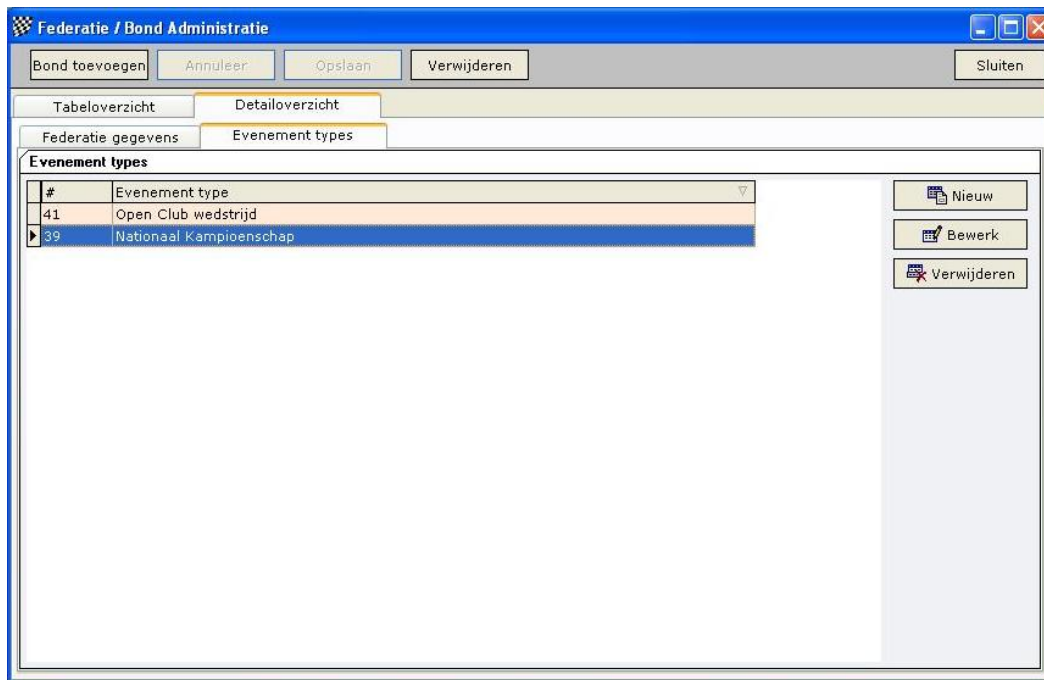 Federatie / Bond Administratie
Bond toevoegen Annuleer Opslaan Verwijderen Sluiten
Tabeloverzicht Detailoverzicht
Federatie gegevens Evenement types
Evenement types
# Evenement type
41 Open Club wedstrijd
39 Nationaal Kampioenschap
Nieuw
Bewerk
Verwijderen